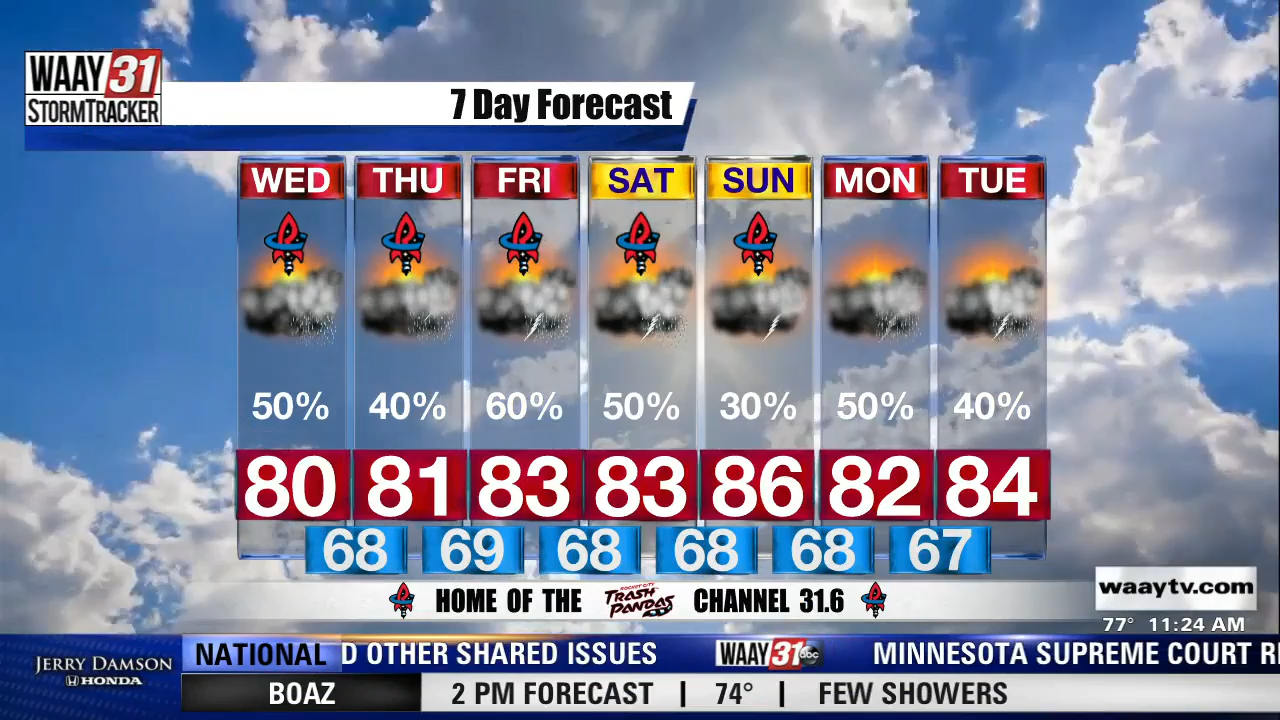 WAAY 31
STORMTRACKER
7 Day Forecast
WED THU FRI SAT SUN MON TUE
50% 40% 60% 50% 30% 50% 40%
80 81 83 83 86 82 84
68 69 68 68 68 67
HOME OF THE ROCKET CITY TRASH PANDAS CHANNEL 31.6
waaytv.com
77° 11:24 AM
JERRY DAMSON
HONDA
NATIONAL D OTHER SHARED ISSUES WAAY 31 abc MINNESOTA SUPREME COURT R
BOAZ 2 PM FORECAST | 74° | FEW SHOWERS